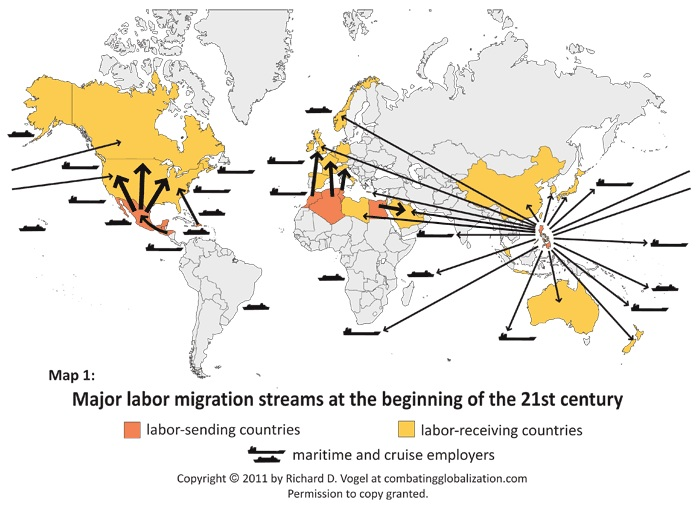 Map 1:
Major labor migration streams at the beginning of the 21st century
labor-sending countries
labor-receiving countries
maritime and cruise employers
Copyright © 2011 by Richard D. Vogel at combatingglobalization.com
Permission to copy granted.